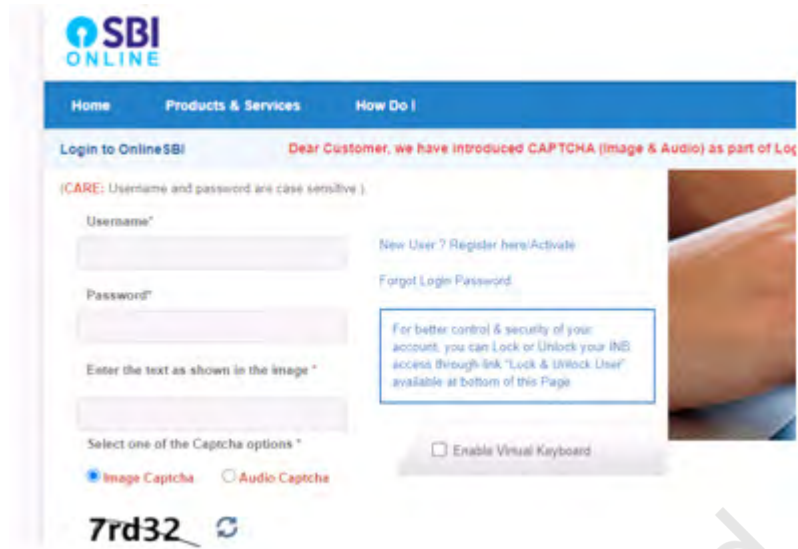 SBI
ONLINE
Home Products & Services How Do I
Login to OnlineSBI Dear Customer, we have introduced CAPTCHA (Image & Audio) as part of Log
(CARE: Username and password are case sensitive.)
Username*
New User ? Register here/Activate
Forgot Login Password
Password*
For better control & security of your
account, you can Lock or Unlock your INB
access through link "Lock & Unlock User"
available at bottom of this Page
Enter the text as shown in the image *
Select one of the Captcha options *
Enable Virtual Keyboard
Image Captcha Audio Captcha
7rd32